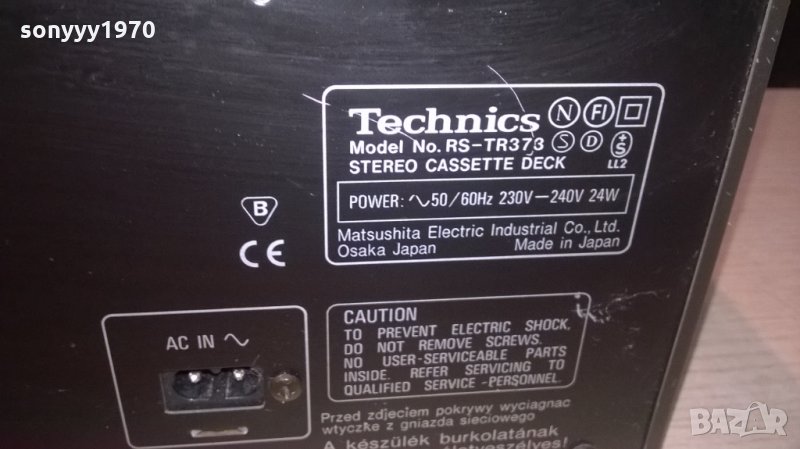 sonyyy1970
Technics
N FI
Model No. RS-TR373 S D S
STEREO CASSETTE DECK LL2
POWER: ∿50/60Hz 230V—240V 24W
Matsushita Electric Industrial Co., Ltd.
Osaka Japan Made in Japan
B
CE
AC IN ∿
CAUTION
TO PREVENT ELECTRIC SHOCK,
DO NOT REMOVE SCREWS.
NO USER-SERVICEABLE PARTS
INSIDE. REFER SERVICING TO
QUALIFIED SERVICE-PERSONNEL.
Przed zdjeciem pokrywy wyciagnac
wtyczke z gniazda sieciowego
A készülék burkolatának
életveszélyes!
BAZAR
bg